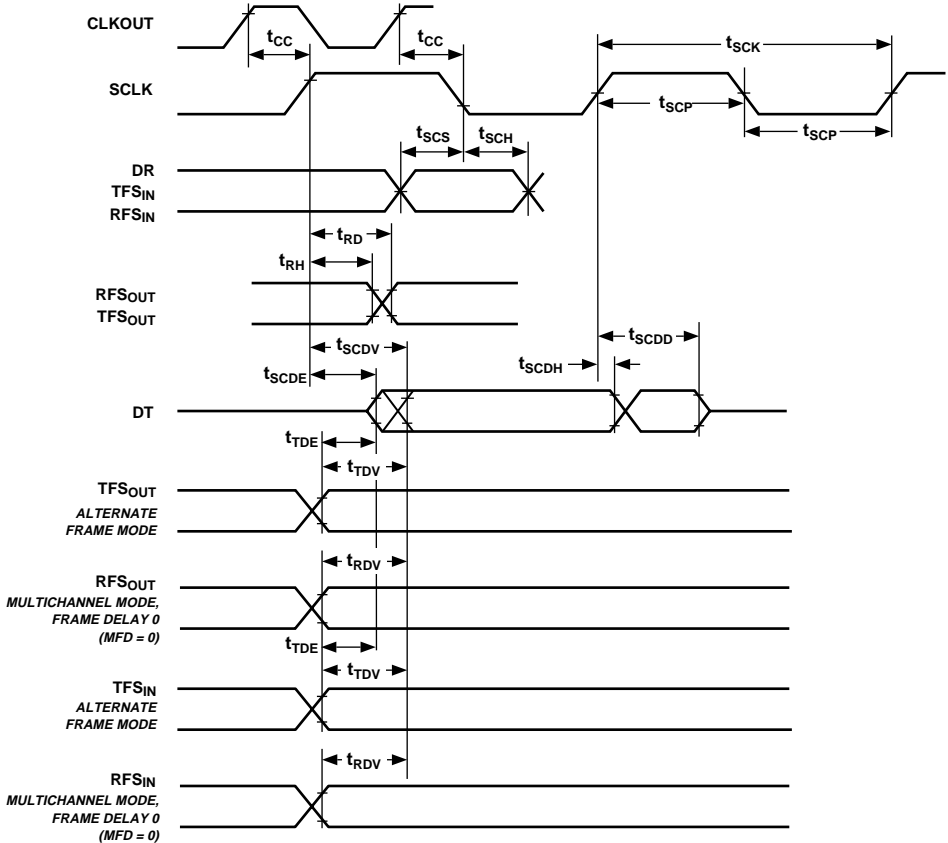 CLKOUT
tCC
tCC
tSCK
SCLK
tSCP
tSCP
tSCS
tSCH
DR
TFSIN
RFSIN
tRD
tRH
RFSOUT
TFSOUT
tSCDV
tSCDD
tSCDE
tSCDH
DT
tTDE
tTDV
TFSOUT
ALTERNATE
FRAME MODE
tRDV
RFSOUT
MULTICHANNEL MODE,
FRAME DELAY 0
(MFD = 0)
tTDE
tTDV
TFSIN
ALTERNATE
FRAME MODE
tRDV
RFSIN
MULTICHANNEL MODE,
FRAME DELAY 0
(MFD = 0)